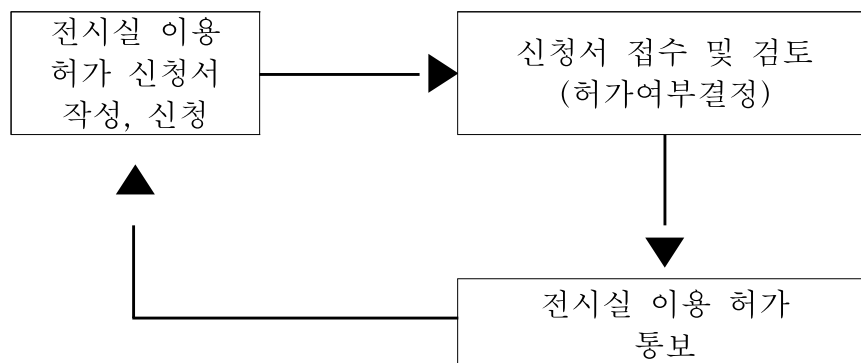 전시실 이용
허가 신청서
작성, 신청
신청서 접수 및 검토
(허가여부결정)
전시실 이용 허가
통보